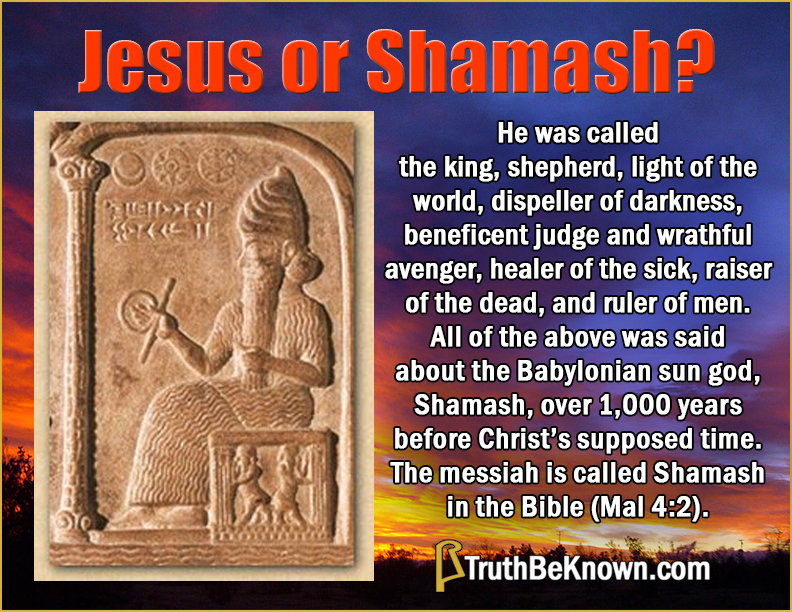 Jesus or Shamash?
He was called
the king, shepherd, light of the
world, dispeller of darkness,
beneficent judge and wrathful
avenger, healer of the sick, raiser
of the dead, and ruler of men.
All of the above was said
about the Babylonian sun god,
Shamash, over 1,000 years
before Christ's supposed time.
The messiah is called Shamash
in the Bible (Mal 4:2).
TruthBeKnown.com